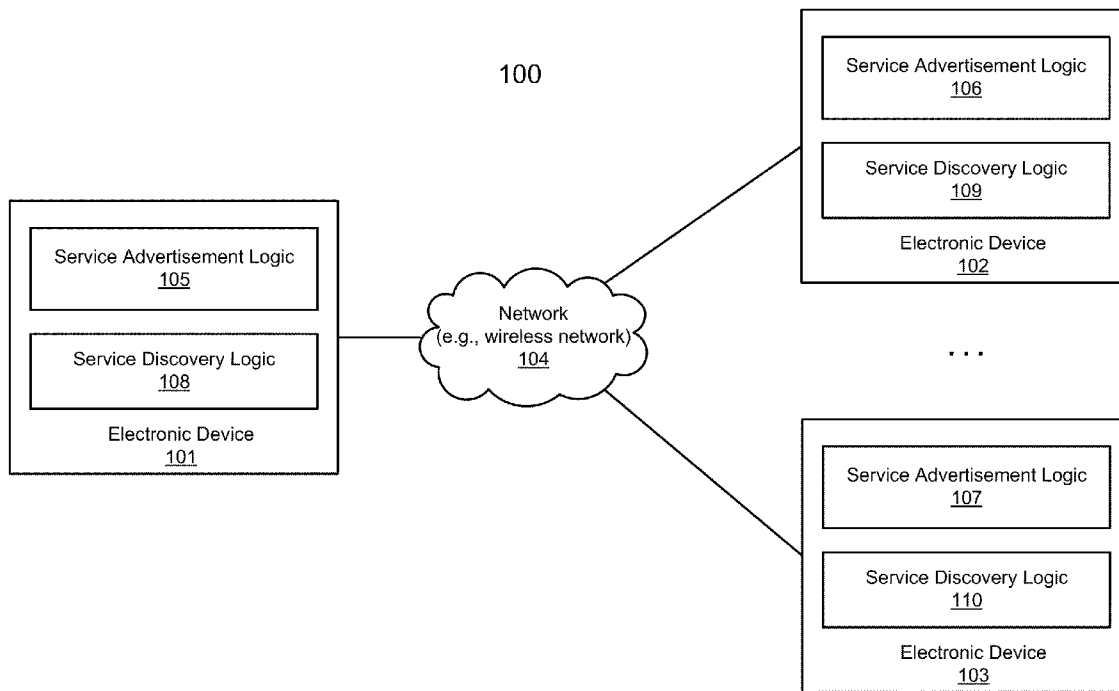 100
Service Advertisement Logic
105
Service Discovery Logic
108
Electronic Device
101
Network
(e.g., wireless network)
104
Service Advertisement Logic
106
Service Discovery Logic
109
Electronic Device
102
. . .
Service Advertisement Logic
107
Service Discovery Logic
110
Electronic Device
103